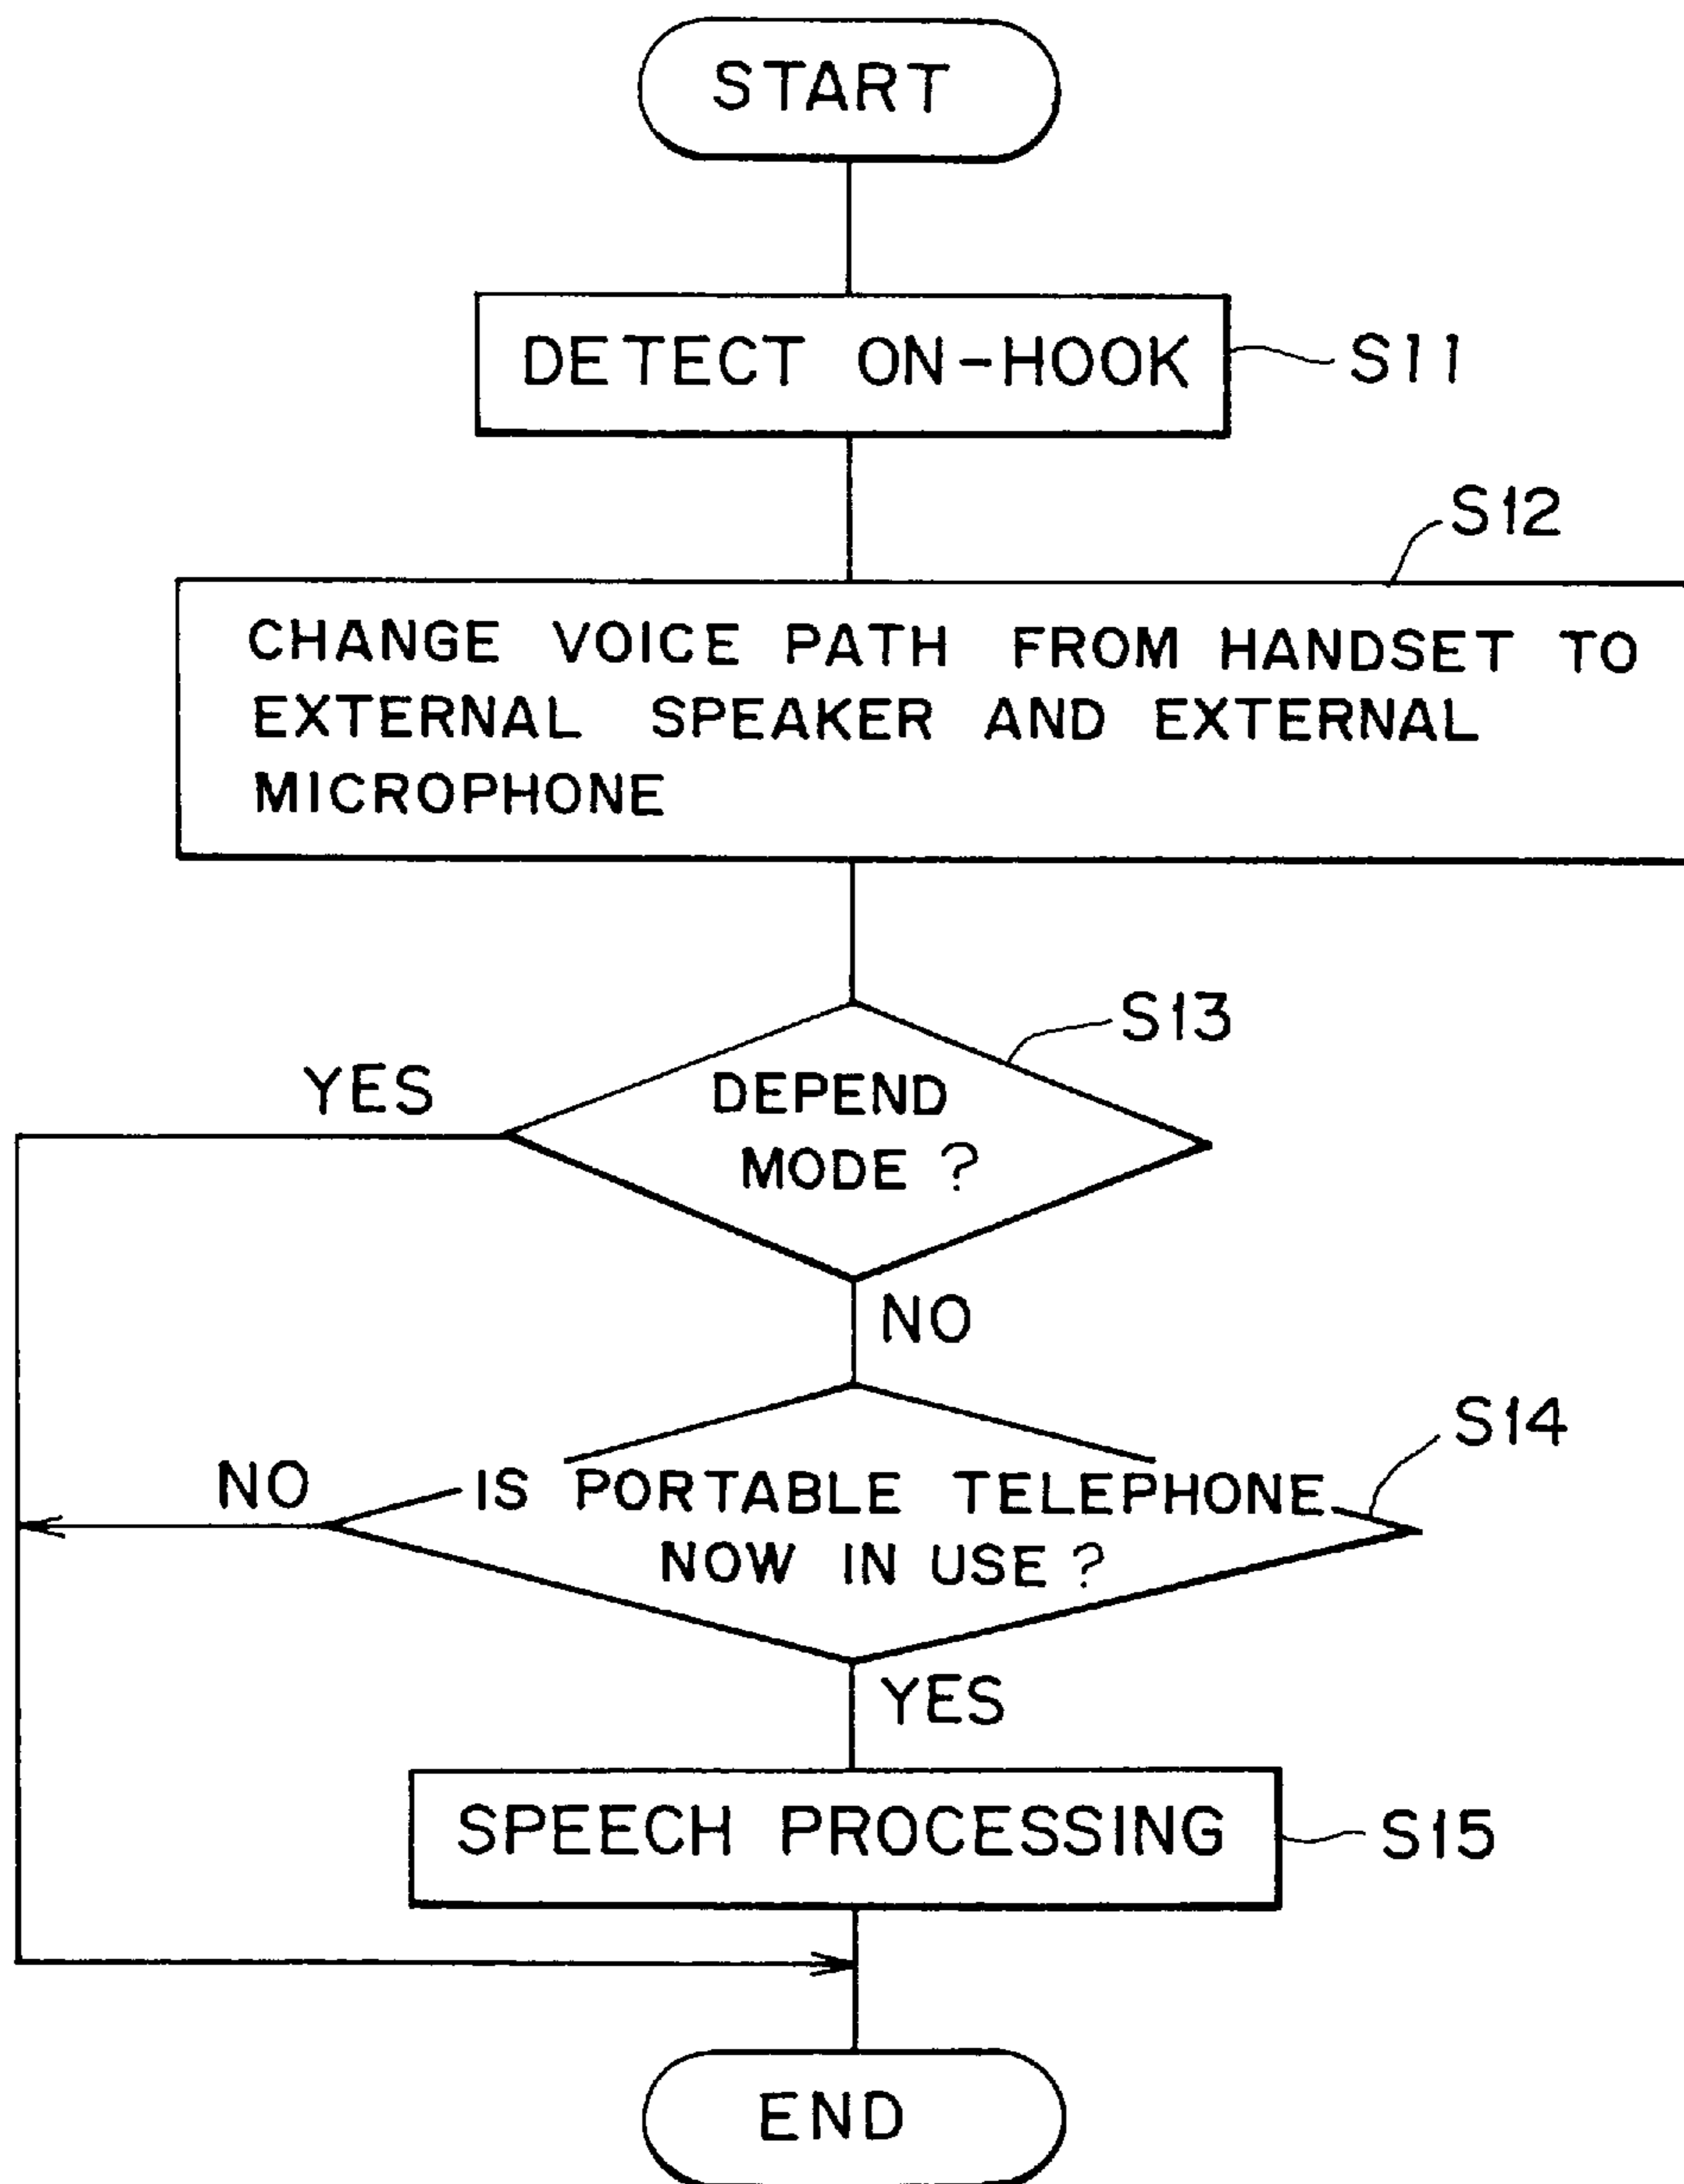 START
DETECT ON-HOOK
S11
S12
CHANGE VOICE PATH FROM HANDSET TO
EXTERNAL SPEAKER AND EXTERNAL
MICROPHONE
S13
YES
DEPEND
MODE ?
NO
S14
NO
IS PORTABLE TELEPHONE
NOW IN USE ?
YES
SPEECH PROCESSING
S15
END